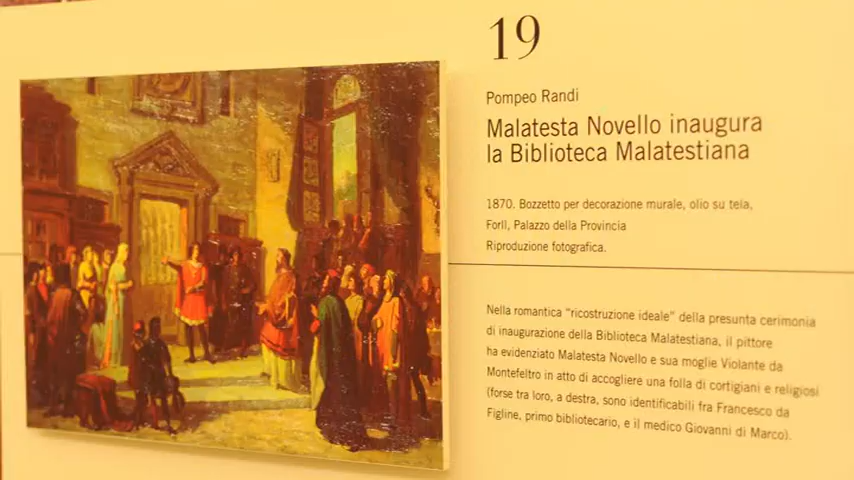 19
Pompeo Randi
Malatesta Novello inaugura
la Biblioteca Malatestiana
1870. Bozzetto per decorazione murale, olio su tela,
Forlì, Palazzo della Provincia
Riproduzione fotografica.
Nella romantica "ricostruzione ideale" della presunta cerimonia
di inaugurazione della Biblioteca Malatestiana, il pittore
ha evidenziato Malatesta Novello e sua moglie Violante da
Montefeltro in atto di accogliere una folla di cortigiani e religiosi
(forse tra loro, a destra, sono identificabili fra Francesco da
Figline, primo bibliotecario, e il medico Giovanni di Marco).